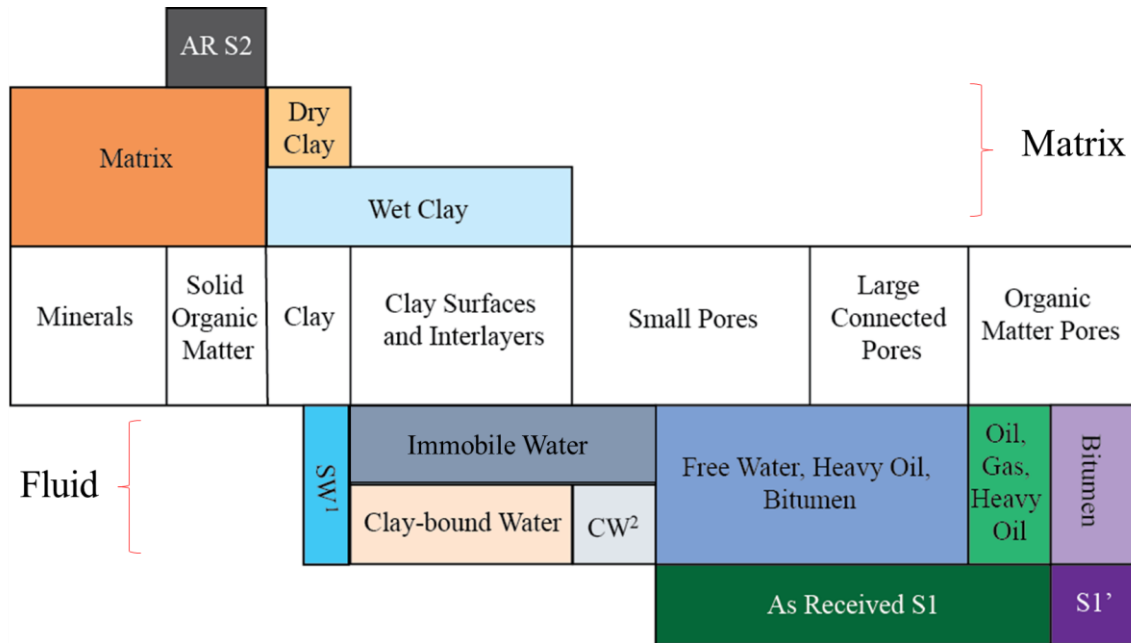 AR S2
Dry
Clay
Matrix
Matrix
Wet Clay
Minerals
Solid
Organic
Matter
Clay
Clay Surfaces
and Interlayers
Small Pores
Large
Connected
Pores
Organic
Matter Pores
Fluid
SW¹
Immobile Water
Clay-bound Water
CW²
Free Water, Heavy Oil,
Bitumen
Oil,
Gas,
Heavy
Oil
Bitumen
As Received S1
S1’